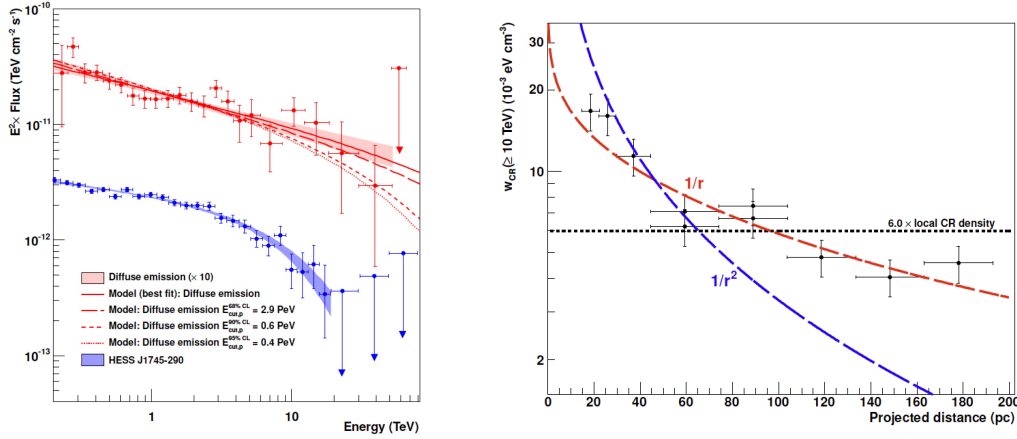 E²× Flux (TeV cm⁻² s⁻¹)
10⁻¹⁰
10⁻¹¹
10⁻¹²
10⁻¹³
Diffuse emission (× 10)
Model (best fit): Diffuse emission
Model: Diffuse emission E^68% CL_cut,p = 2.9 PeV
Model: Diffuse emission E^90% CL_cut,p = 0.6 PeV
Model: Diffuse emission E^95% CL_cut,p = 0.4 PeV
HESS J1745-290
1
10
Energy (TeV)
w_CR(≥ 10 TeV) (10⁻³ eV cm⁻³)
30
20
10
2
1/r
1/r²
6.0 × local CR density
0 20 40 60 80 100 120 140 160 180 200
Projected distance (pc)